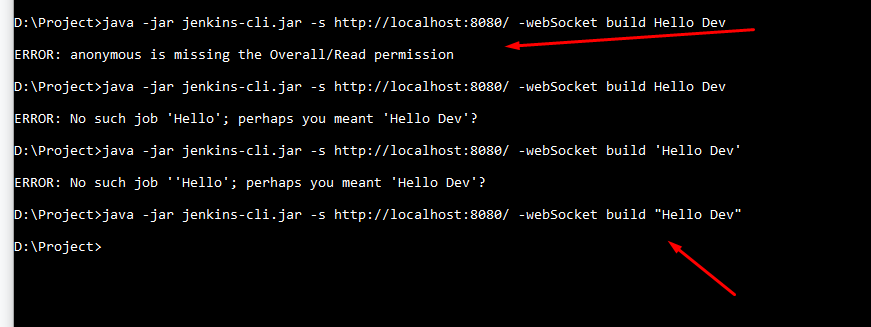 D:\Project>java -jar jenkins-cli.jar -s http://localhost:8080/ -webSocket build Hello Dev
ERROR: anonymous is missing the Overall/Read permission
D:\Project>java -jar jenkins-cli.jar -s http://localhost:8080/ -webSocket build Hello Dev
ERROR: No such job 'Hello'; perhaps you meant 'Hello Dev'?
D:\Project>java -jar jenkins-cli.jar -s http://localhost:8080/ -webSocket build 'Hello Dev'
ERROR: No such job ''Hello'; perhaps you meant 'Hello Dev'?
D:\Project>java -jar jenkins-cli.jar -s http://localhost:8080/ -webSocket build "Hello Dev"
D:\Project>